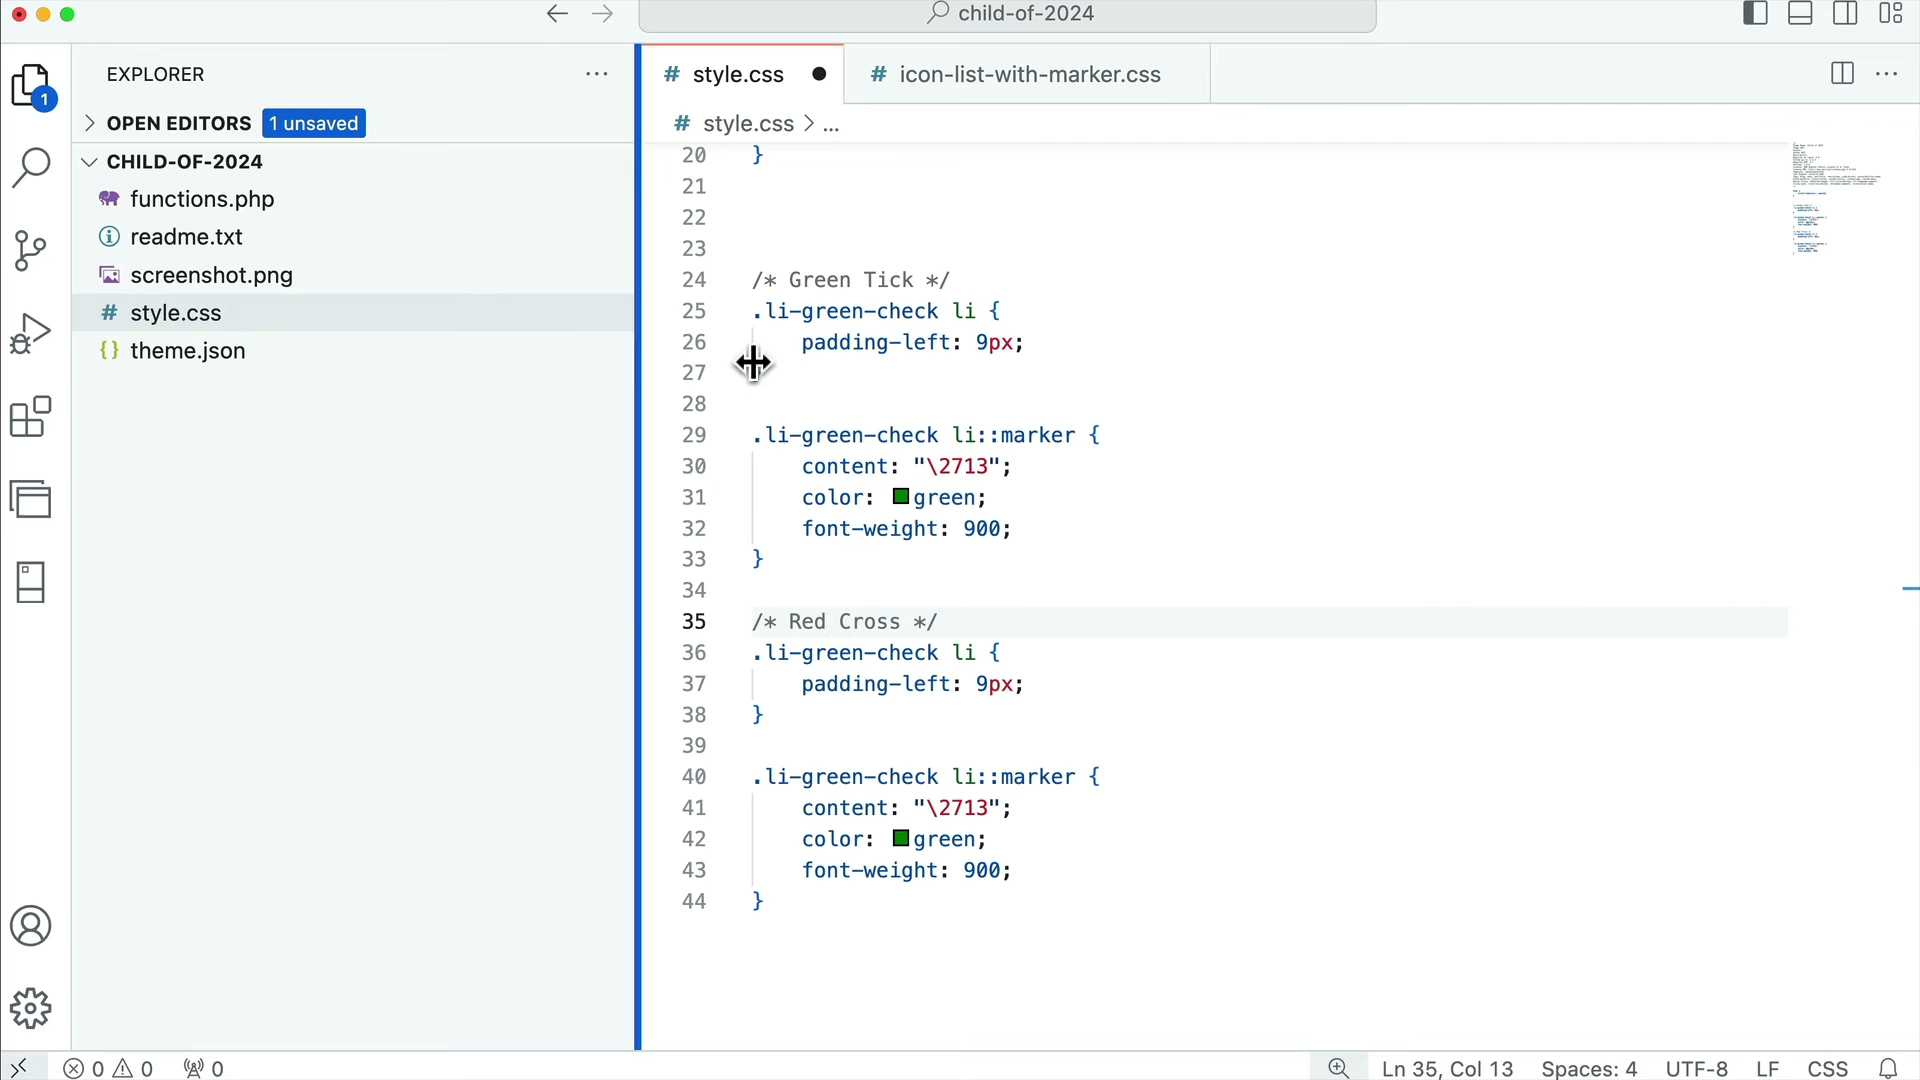 child-of-2024
EXPLORER
1
OPEN EDITORS 1 unsaved
CHILD-OF-2024
functions.php
readme.txt
screenshot.png
# style.css
{} theme.json
# style.css
# icon-list-with-marker.css
# style.css > ...
20 }
21
22
23
24 /* Green Tick */
25 .li-green-check li {
26     padding-left: 9px;
27
28
29 .li-green-check li::marker {
30     content: "\2713";
31     color: green;
32     font-weight: 900;
33 }
34
35 /* Red Cross */
36 .li-green-check li {
37     padding-left: 9px;
38 }
39
40 .li-green-check li::marker {
41     content: "\2713";
42     color: green;
43     font-weight: 900;
44 }
0 0 0
Ln 35, Col 13 Spaces: 4 UTF-8 LF CSS